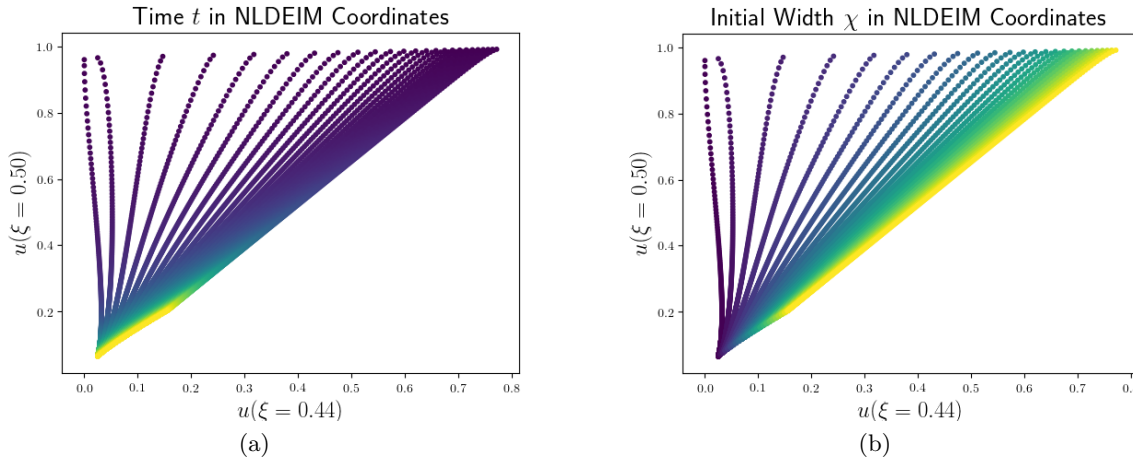 Time t in NLDEIM Coordinates
1.0
0.8
0.6
0.4
0.2
u(ξ = 0.50)
0.0 0.1 0.2 0.3 0.4 0.5 0.6 0.7 0.8
u(ξ = 0.44)
(a)
Initial Width χ in NLDEIM Coordinates
1.0
0.8
0.6
0.4
0.2
u(ξ = 0.50)
0.0 0.1 0.2 0.3 0.4 0.5 0.6 0.7
u(ξ = 0.44)
(b)